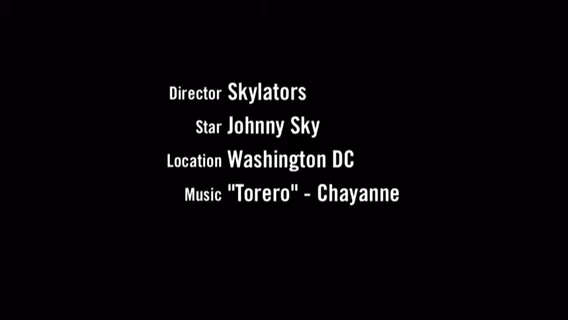 Director Skylators
Star Johnny Sky
Location Washington DC
Music "Torero" - Chayanne